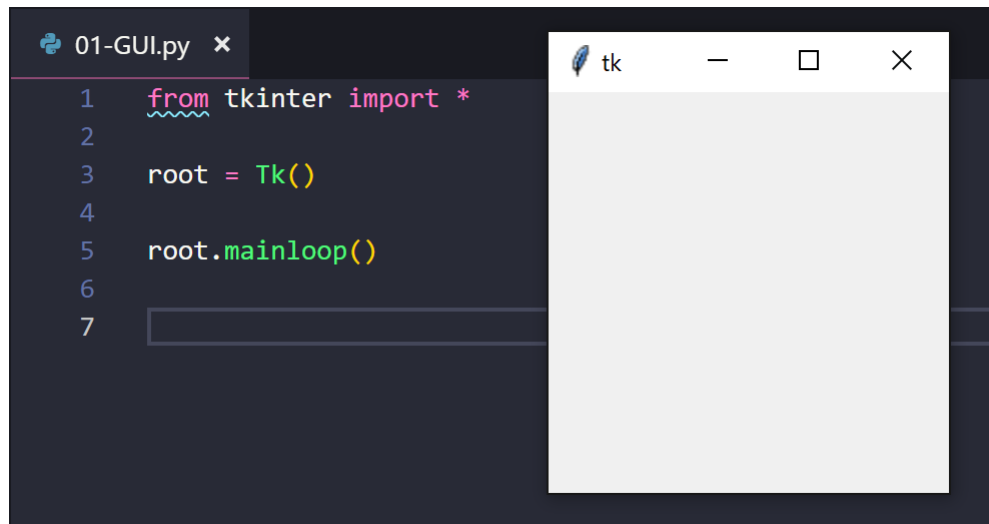 01-GUI.py ×
1 from tkinter import *
2
3 root = Tk()
4
5 root.mainloop()
6
7
tk